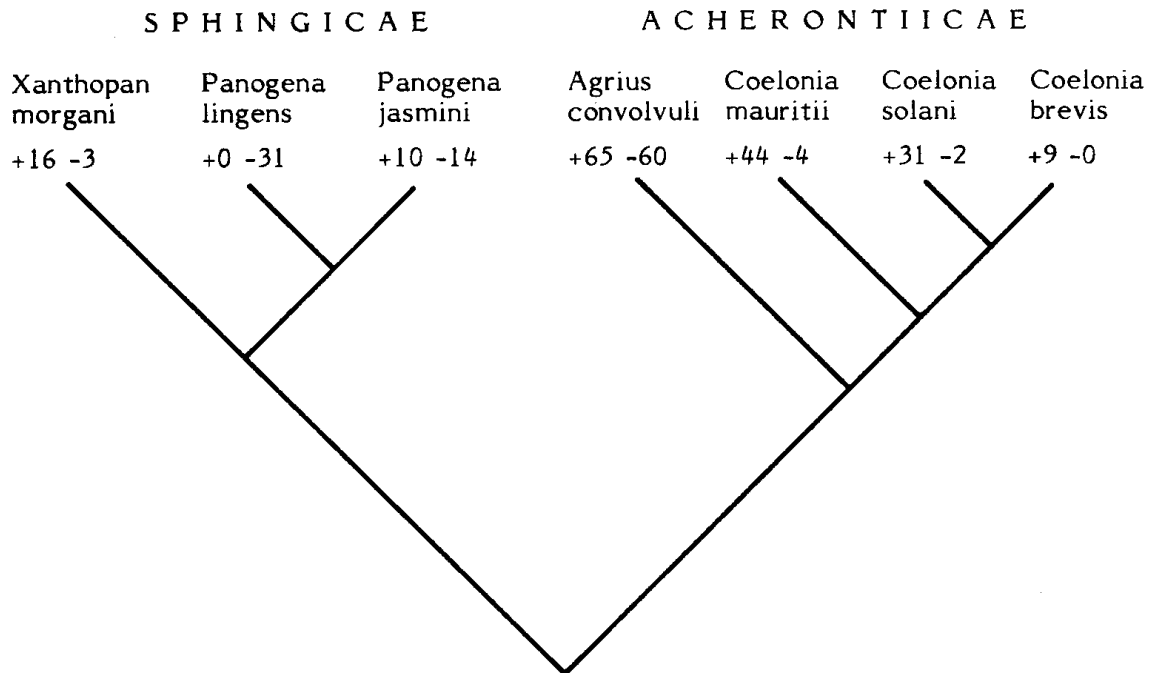 SPHINGICAE
ACHERONTIICAE
Xanthopan
morgani
+16 -3
Panogena
lingens
+0 -31
Panogena
jasmini
+10 -14
Agrius
convolvuli
+65 -60
Coelonia
mauritii
+44 -4
Coelonia
solani
+31 -2
Coelonia
brevis
+9 -0